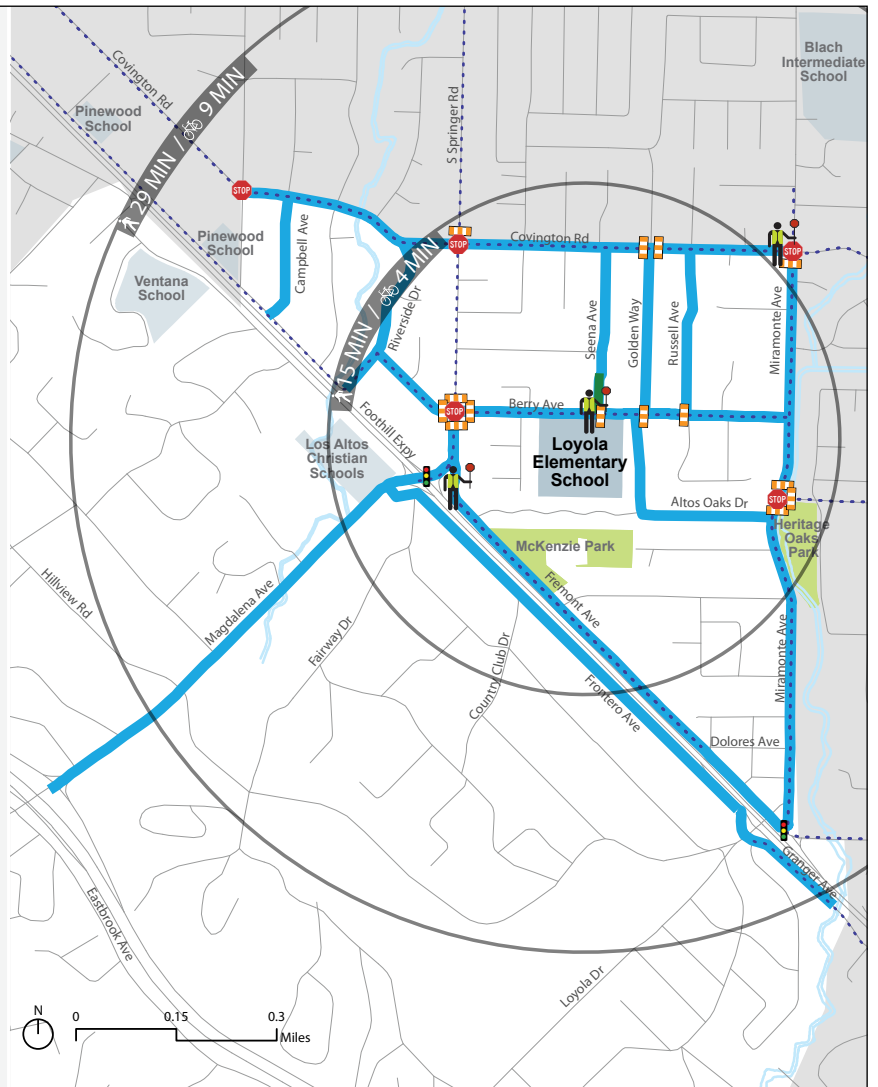 Blach
Intermediate
School
Covington Rd
Pinewood
School
29 MIN / 9 MIN
S Springer Rd
STOP
Pinewood
School
Campbell Ave
Ventana
School
STOP
Covington Rd
STOP
15 MIN / 4 MIN
Riverside Dr
Seena Ave
Golden Way
Russell Ave
Miramonte Ave
Foothill Expy
STOP
Berry Ave
Los Altos
Christian
Schools
Loyola
Elementary
School
Altos Oaks Dr
STOP
Heritage
Oaks
Park
McKenzie Park
Hillview Rd
Magdalena Ave
Fairway Dr
Fremont Ave
Country Club Dr
Frontero Ave
Miramonte Ave
Dolores Ave
Granger Ave
Eastbrook Ave
Loyola Dr
N
0 0.15 0.3
Miles